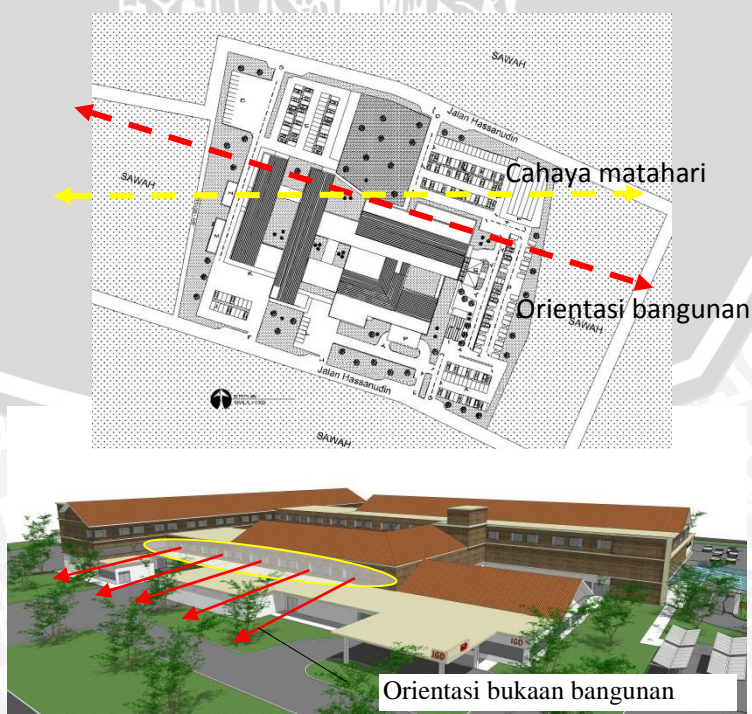 SAWAH
Jalan Hassanudin
Cahaya matahari
SAWAH
Orientasi bangunan
SAWAH
Jalan Hassanudin
SAWAH
IGD
IGD
Orientasi bukaan bangunan